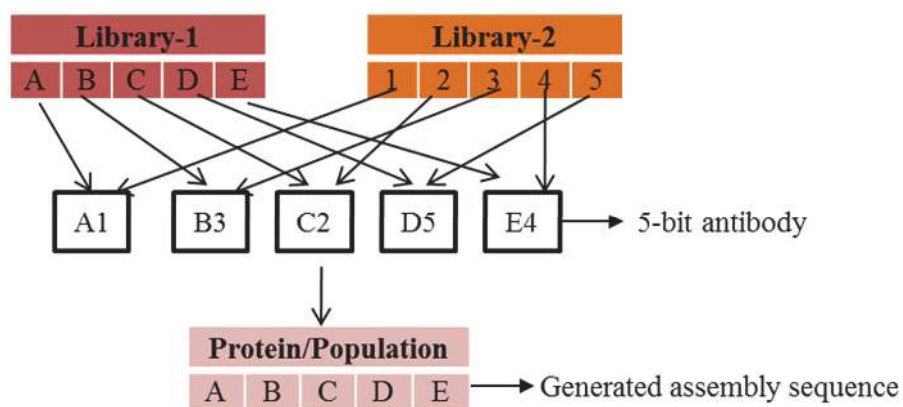 Library-1 Library-2
A B C D E 1 2 3 4 5
A1 B3 C2 D5 E4 5-bit antibody
Protein/Population
A B C D E Generated assembly sequence